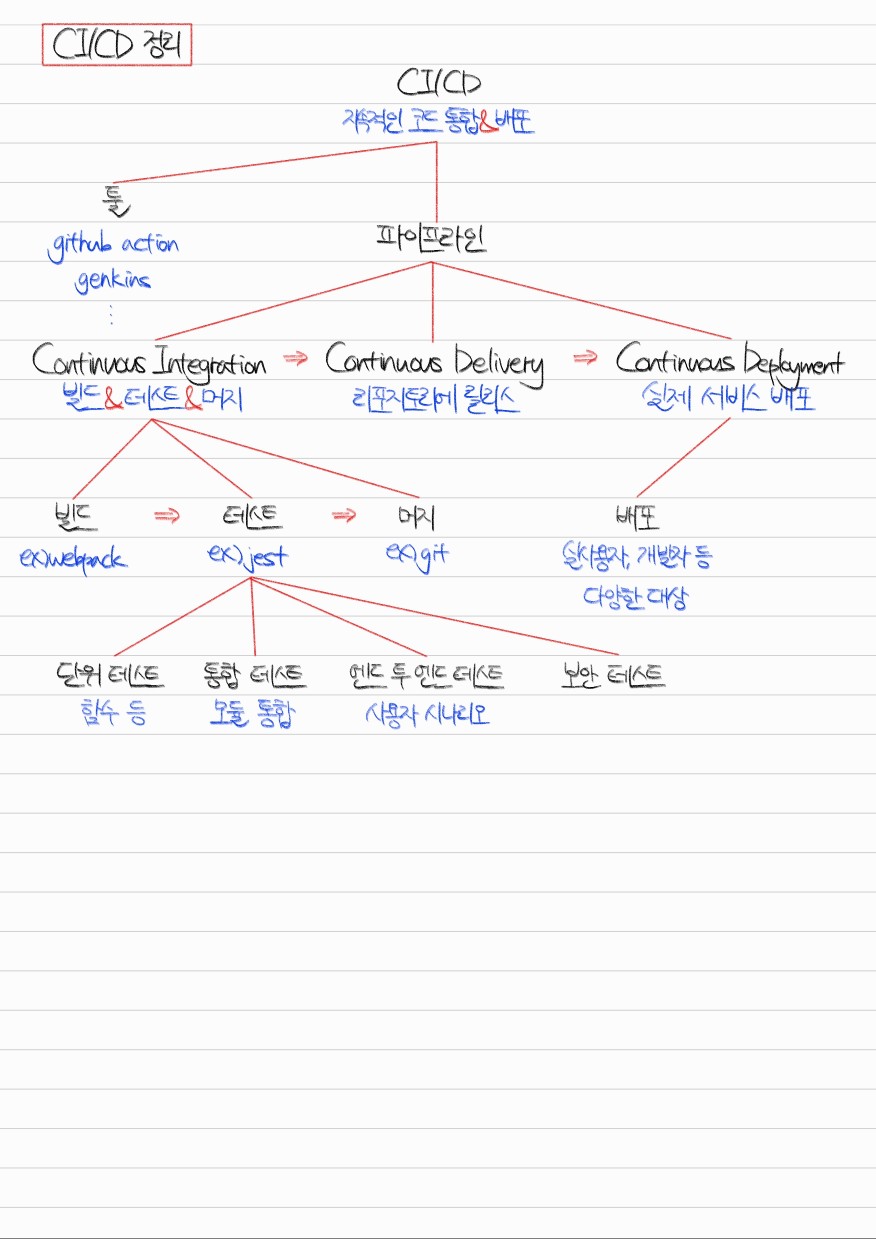 CI/CD 정리
CI/CD
지속적인 코드 통합&배포
툴
github action
genkins
⋮
파이프라인
Continuous Integration ⇒ Continuous Delivery ⇒ Continuous Deployment
빌드&테스트&머지 리포지토리에 릴리스 실제 서비스 배포
빌드 ⇒ 테스트 ⇒ 머지 배포
ex)webpack ex)jest ex)git 실사용자, 개발자 등
다양한 대상
단위 테스트 통합 테스트 엔드 투 엔드 테스트 보안 테스트
함수 등 모듈 통합 사용자 시나리오